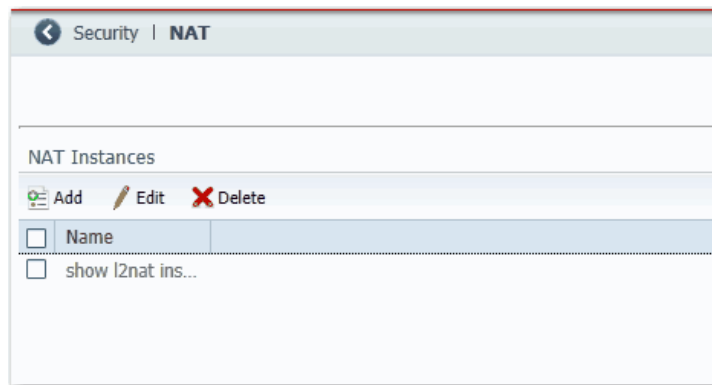 Security | NAT
NAT Instances
Add Edit Delete
Name
show l2nat ins...